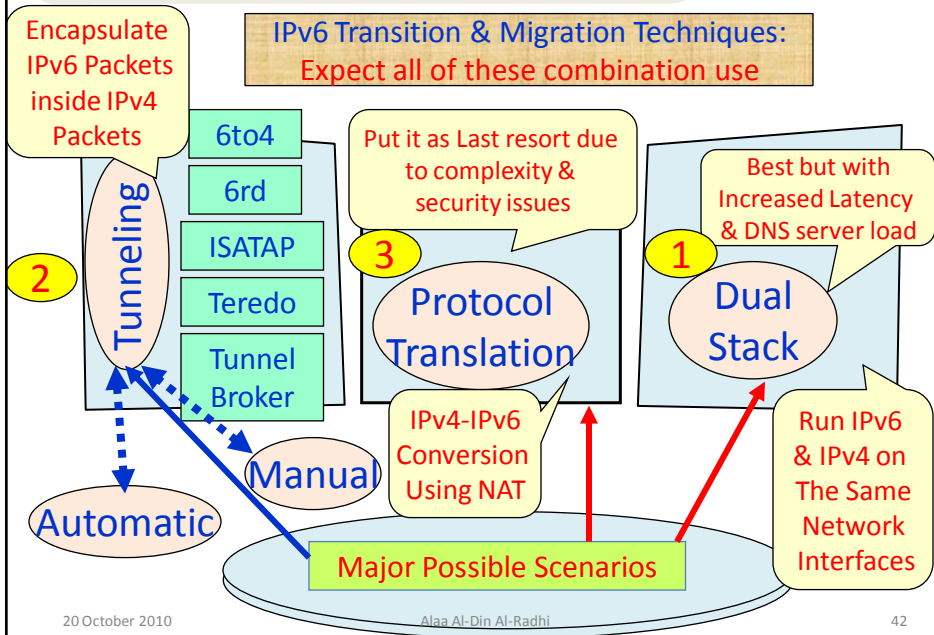 IPv6 Transition & Migration Techniques:
Expect all of these combination use
Encapsulate
IPv6 Packets
inside IPv4
Packets
2
Tunneling
6to4
6rd
ISATAP
Teredo
Tunnel
Broker
Automatic
Manual
Put it as Last resort due
to complexity &
security issues
3
Protocol
Translation
IPv4-IPv6
Conversion
Using NAT
Best but with
Increased Latency
& DNS server load
1
Dual
Stack
Run IPv6
& IPv4 on
The Same
Network
Interfaces
Major Possible Scenarios
20 October 2010
Alaa Al-Din Al-Radhi
42